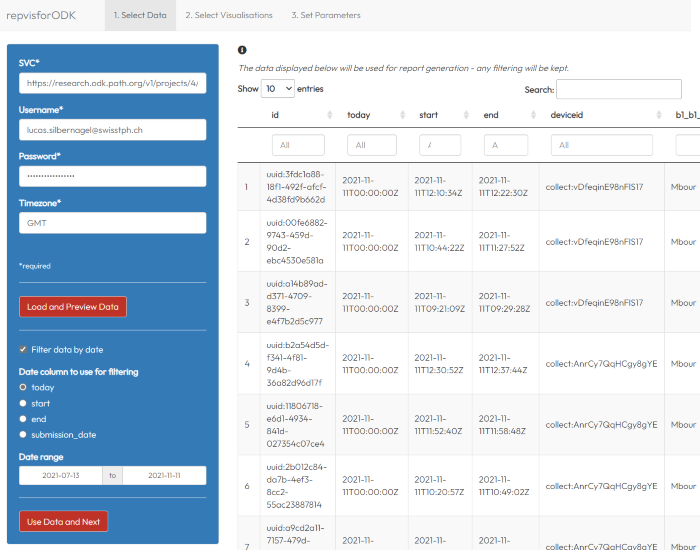 repvisforODK 1. Select Data 2. Select Visualisations 3. Set Parameters
SVC*
https://research.odk.path.org/v1/projects/4/
Username*
lucas.silbernagel@swisstph.ch
Password*
••••••••••••••••••
Timezone*
GMT
*required
Load and Preview Data
Filter data by date
Date column to use for filtering
today
start
end
submission_date
Date range
2021-07-13 to 2021-11-11
Use Data and Next
The data displayed below will be used for report generation - any filtering will be kept.
Show 10 entries Search:
id today start end deviceid b1_b1_
All All A All
uuid:3fdc1a88-
1 18f1-492f-afcf- 2021-11- 2021-11- 2021-11- collect:vDfeqinE98nFIS17 Mbour
4d38fd9b662d 11T00:00:00Z 11T12:10:34Z 11T12:22:30Z
uuid:00fe6882-
9743-459d- 2021-11- 2021-11- 2021-11-
2 90d2- 11T00:00:00Z 11T10:44:22Z 11T11:27:52Z collect:vDfeqinE98nFIS17 Mbour
ebc4530e581a
uuid:a14b89ad-
d371-4709- 2021-11- 2021-11- 2021-11-
3 8399- 11T00:00:00Z 11T09:21:09Z 11T09:29:28Z collect:vDfeqinE98nFIS17 Mbour
e4f7b2d5c977
uuid:b2a54d5d-
f341-4f81- 2021-11- 2021-11- 2021-11-
4 9d4b- 11T00:00:00Z 11T12:30:52Z 11T12:37:44Z collect:AnrCy7QqHCgy8gYE Mbour
36a82d96d17f
uuid:11806718-
e6d1-4934- 2021-11- 2021-11- 2021-11-
5 841d- 11T00:00:00Z 11T11:52:40Z 11T11:58:48Z collect:AnrCy7QqHCgy8gYE Mbour
027354c07ce4
uuid:2b012c84-
da7b-4ef3- 2021-11- 2021-11- 2021-11-
6 8cc2- 11T00:00:00Z 11T10:20:57Z 11T10:49:02Z collect:AnrCy7QqHCgy8gYE Mbour
55ac23887814
uuid:a9cd2a11-
7 7157-479d- 2021-11- 2021-11- 2021-11- collect:AnrCy7QqHCgy8gYE Mbour